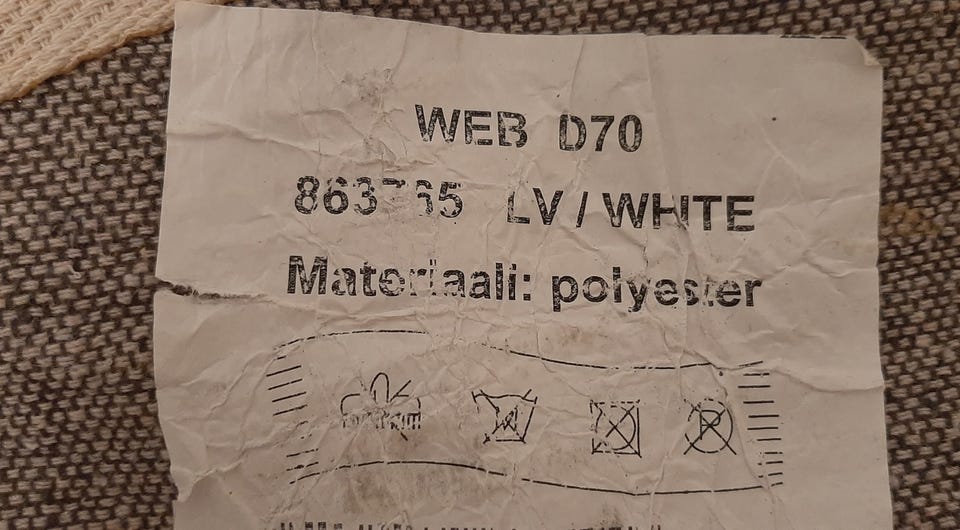 WEB D70
LV / WHITE
Materiaali: polyester